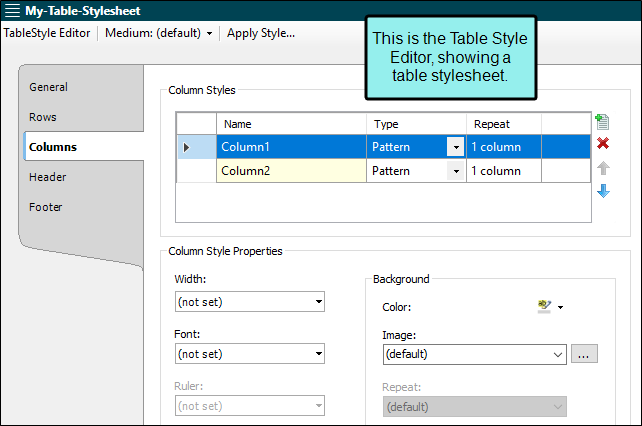 My-Table-Stylesheet
TableStyle Editor Medium: (default) Apply Style...
This is the Table Style
Editor, showing a
table stylesheet.
General
Rows
Columns
Header
Footer
Column Styles
Name Type Repeat
Column1 Pattern 1 column
Column2 Pattern 1 column
Column Style Properties
Width:
(not set)
Font:
(not set)
Ruler:
(not set)
Background
Color:
Image:
(default) ...
Repeat:
(default)